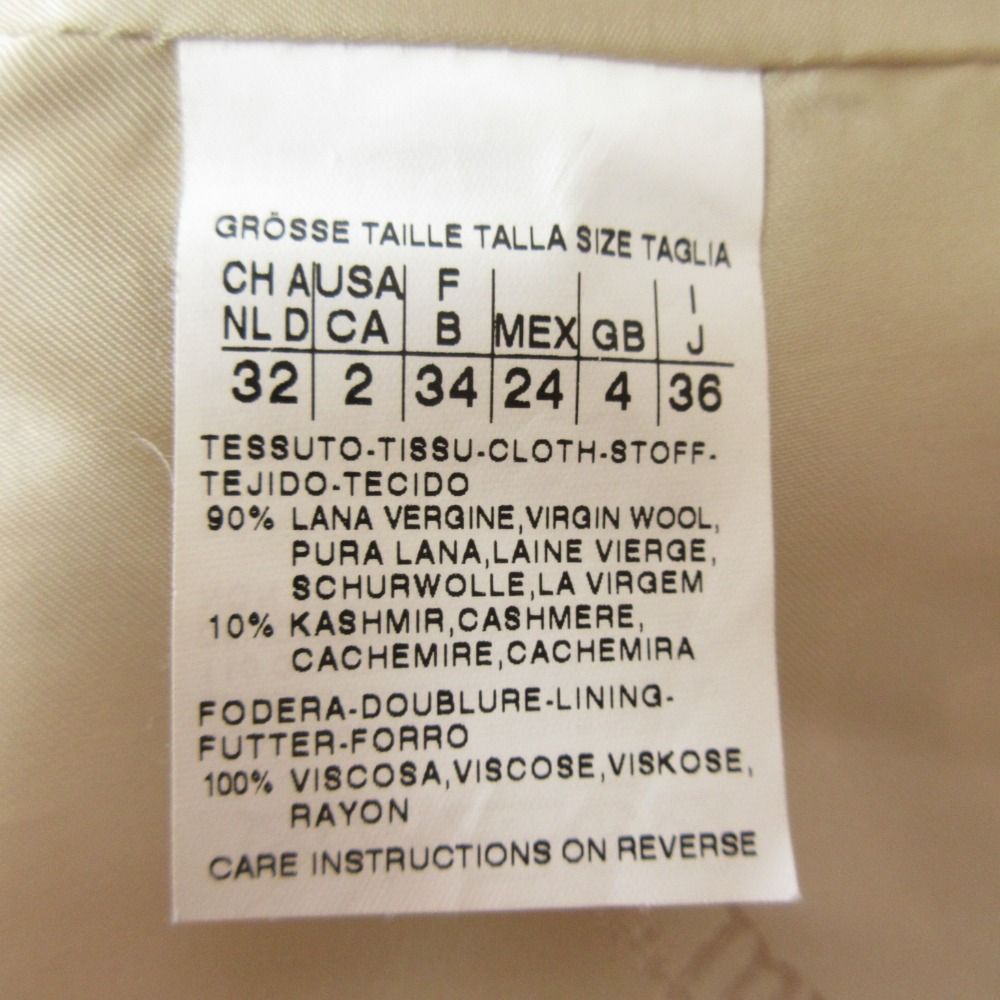 GRÖSSE TAILLE TALLA SIZE TAGLIA
CH A USA F I
NL D CA B MEX GB J
32 2 34 24 4 36
TESSUTO-TISSU-CLOTH-STOFF-
TEJIDO-TECIDO
90% LANA VERGINE,VIRGIN WOOL,
PURA LANA,LAINE VIERGE,
SCHURWOLLE,LA VIRGEM
10% KASHMIR,CASHMERE,
CACHEMIRE,CACHEMIRA
FODERA-DOUBLURE-LINING-
FUTTER-FORRO
100% VISCOSA,VISCOSE,VISKOSE,
RAYON
CARE INSTRUCTIONS ON REVERSE